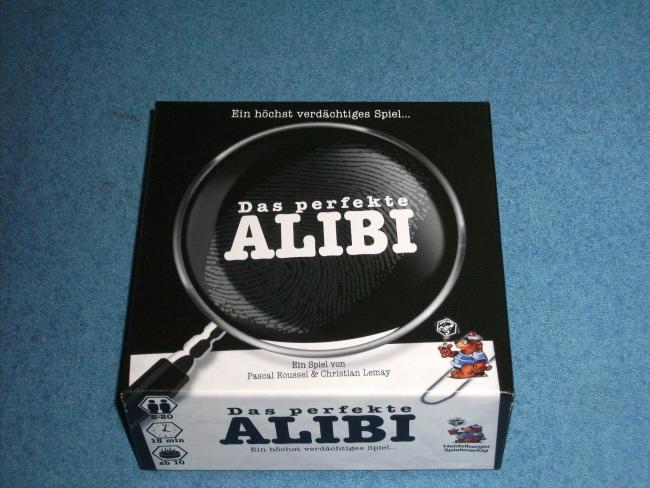 Ein höchst verdächtiges Spiel...
Das perfekte
ALIBI
Ein Spiel von
Pascal Roussel & Christian Lemay
Das perfekte
ALIBI
Ein höchst verdächtiges Spiel...
15 min
ab 10
Heidelberger
Spieleverlag